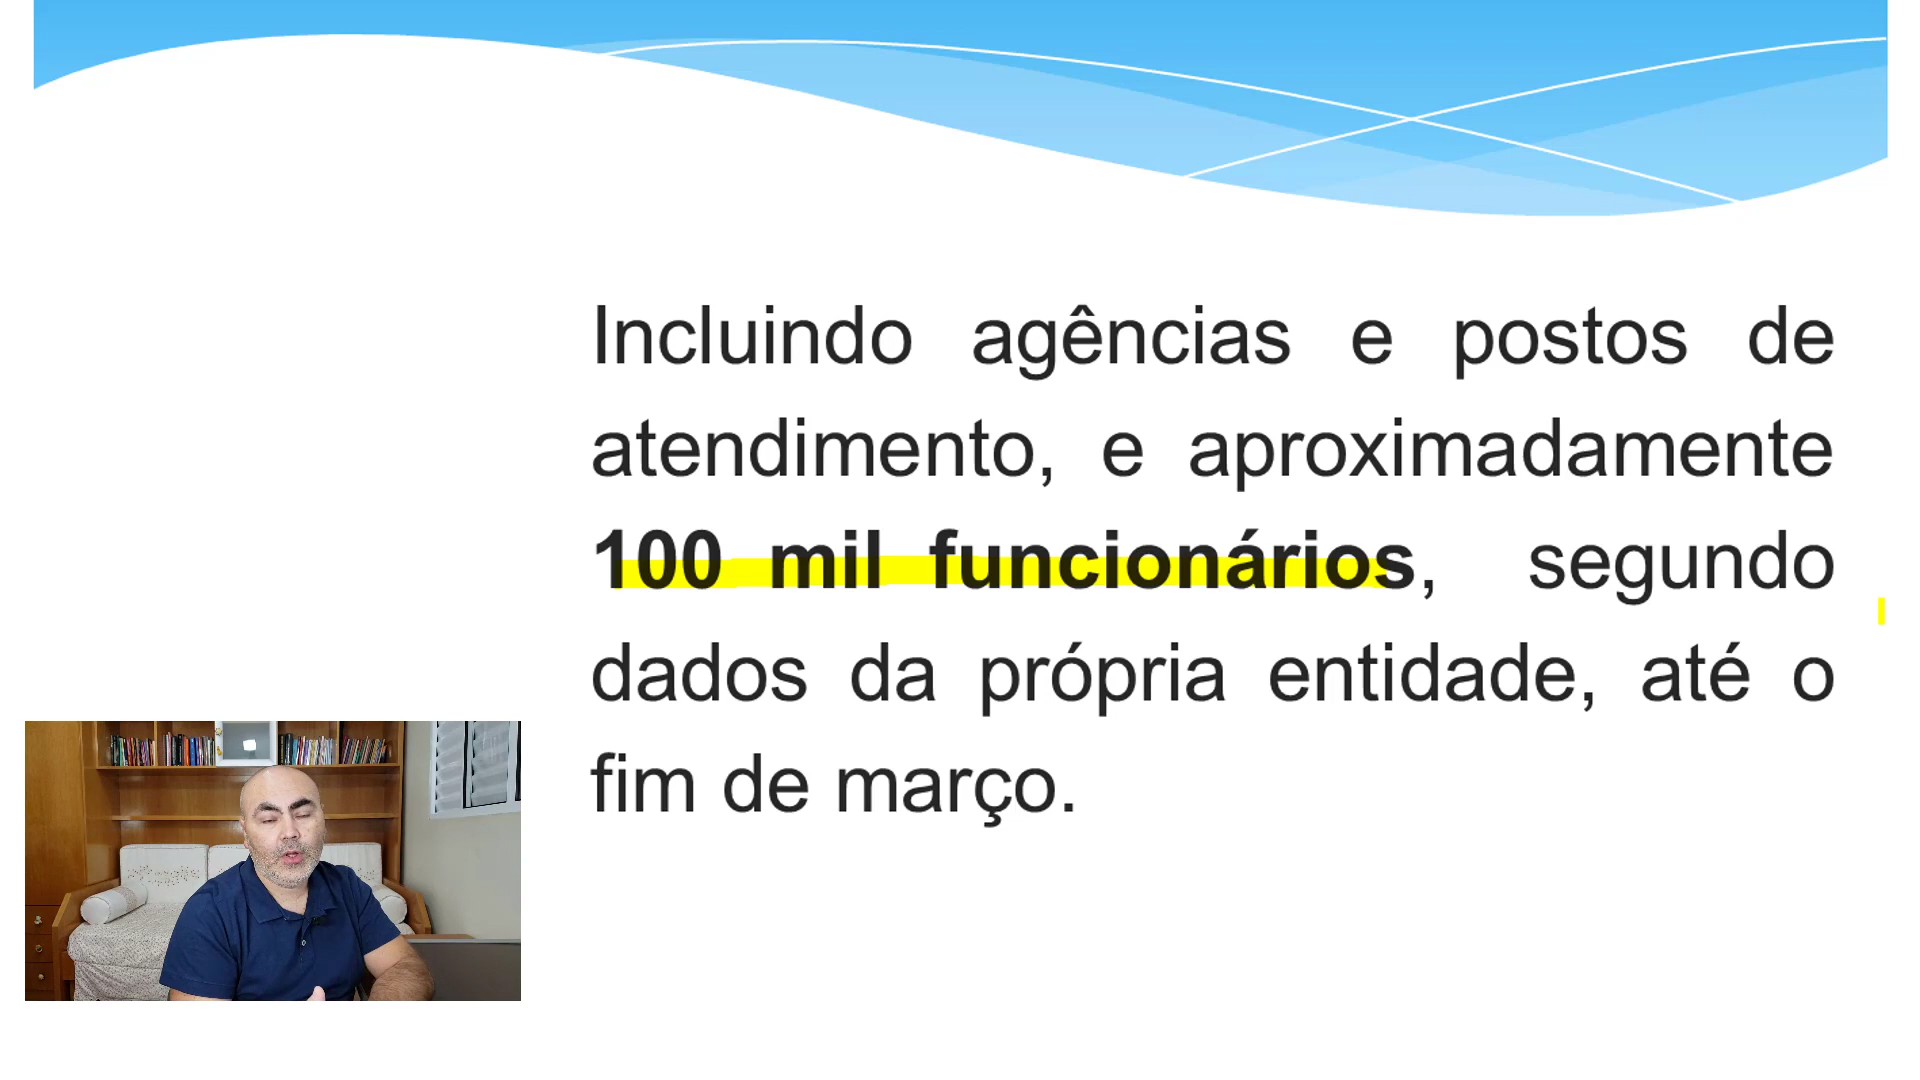 Incluindo agências e postos de
atendimento, e aproximadamente
100 mil funcionários, segundo
dados da própria entidade, até o
fim de março.